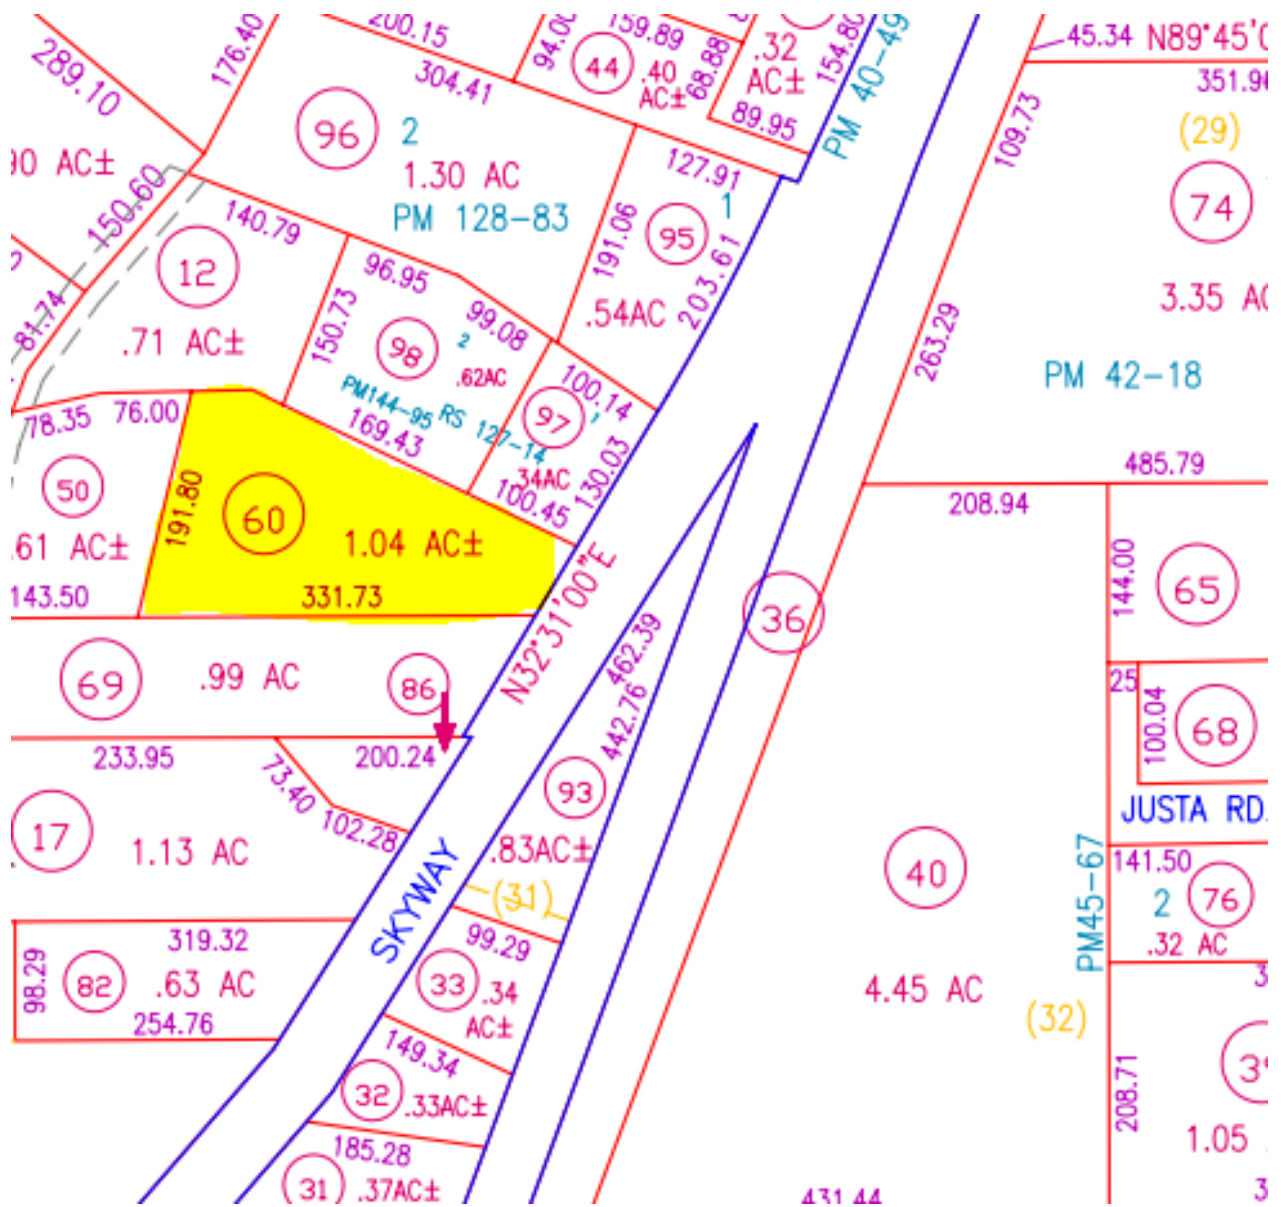 200.15
159.89
94.00
.32
AC±
154.80
PM 40-49
45.34
N89°45'0
289.10
176.40
304.41
44
.40
AC±
68.88
89.95
351.96
109.73
(29)
96
2
1.30 AC
PM 128-83
127.91
1
74
90 AC±
150.60
140.79
191.06
95
203.61
12
96.95
.54AC
3.35 AC
81.74
.71 AC±
150.73
99.08
98
2
.62AC
263.29
PM 42-18
PM144-95
RS 127-14
100.14
97
1
78.35
76.00
169.43
.34AC
130.03
485.79
50
191.80
60
100.45
208.94
.61 AC±
1.04 AC±
144.00
65
143.50
331.73
N32°31'00"E
36
462.39
69
.99 AC
86
442.76
25
100.04
68
233.95
200.24
73.40
93
17
1.13 AC
102.28
.83AC±
JUSTA RD.
SKYWAY
(31)
40
PM45-67
141.50
2
76
.32 AC
319.32
99.29
98.29
82
.63 AC
33
.34
AC±
4.45 AC
254.76
(32)
149.34
32
.33AC±
208.71
1.05
185.28
31
.37AC±
431.44